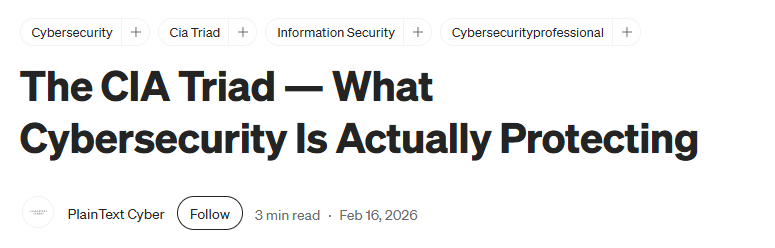 Cybersecurity + Cia Triad + Information Security + Cybersecurityprofessional +
The CIA Triad — What
Cybersecurity Is Actually Protecting
PlainText Cyber Follow 3 min read · Feb 16, 2026